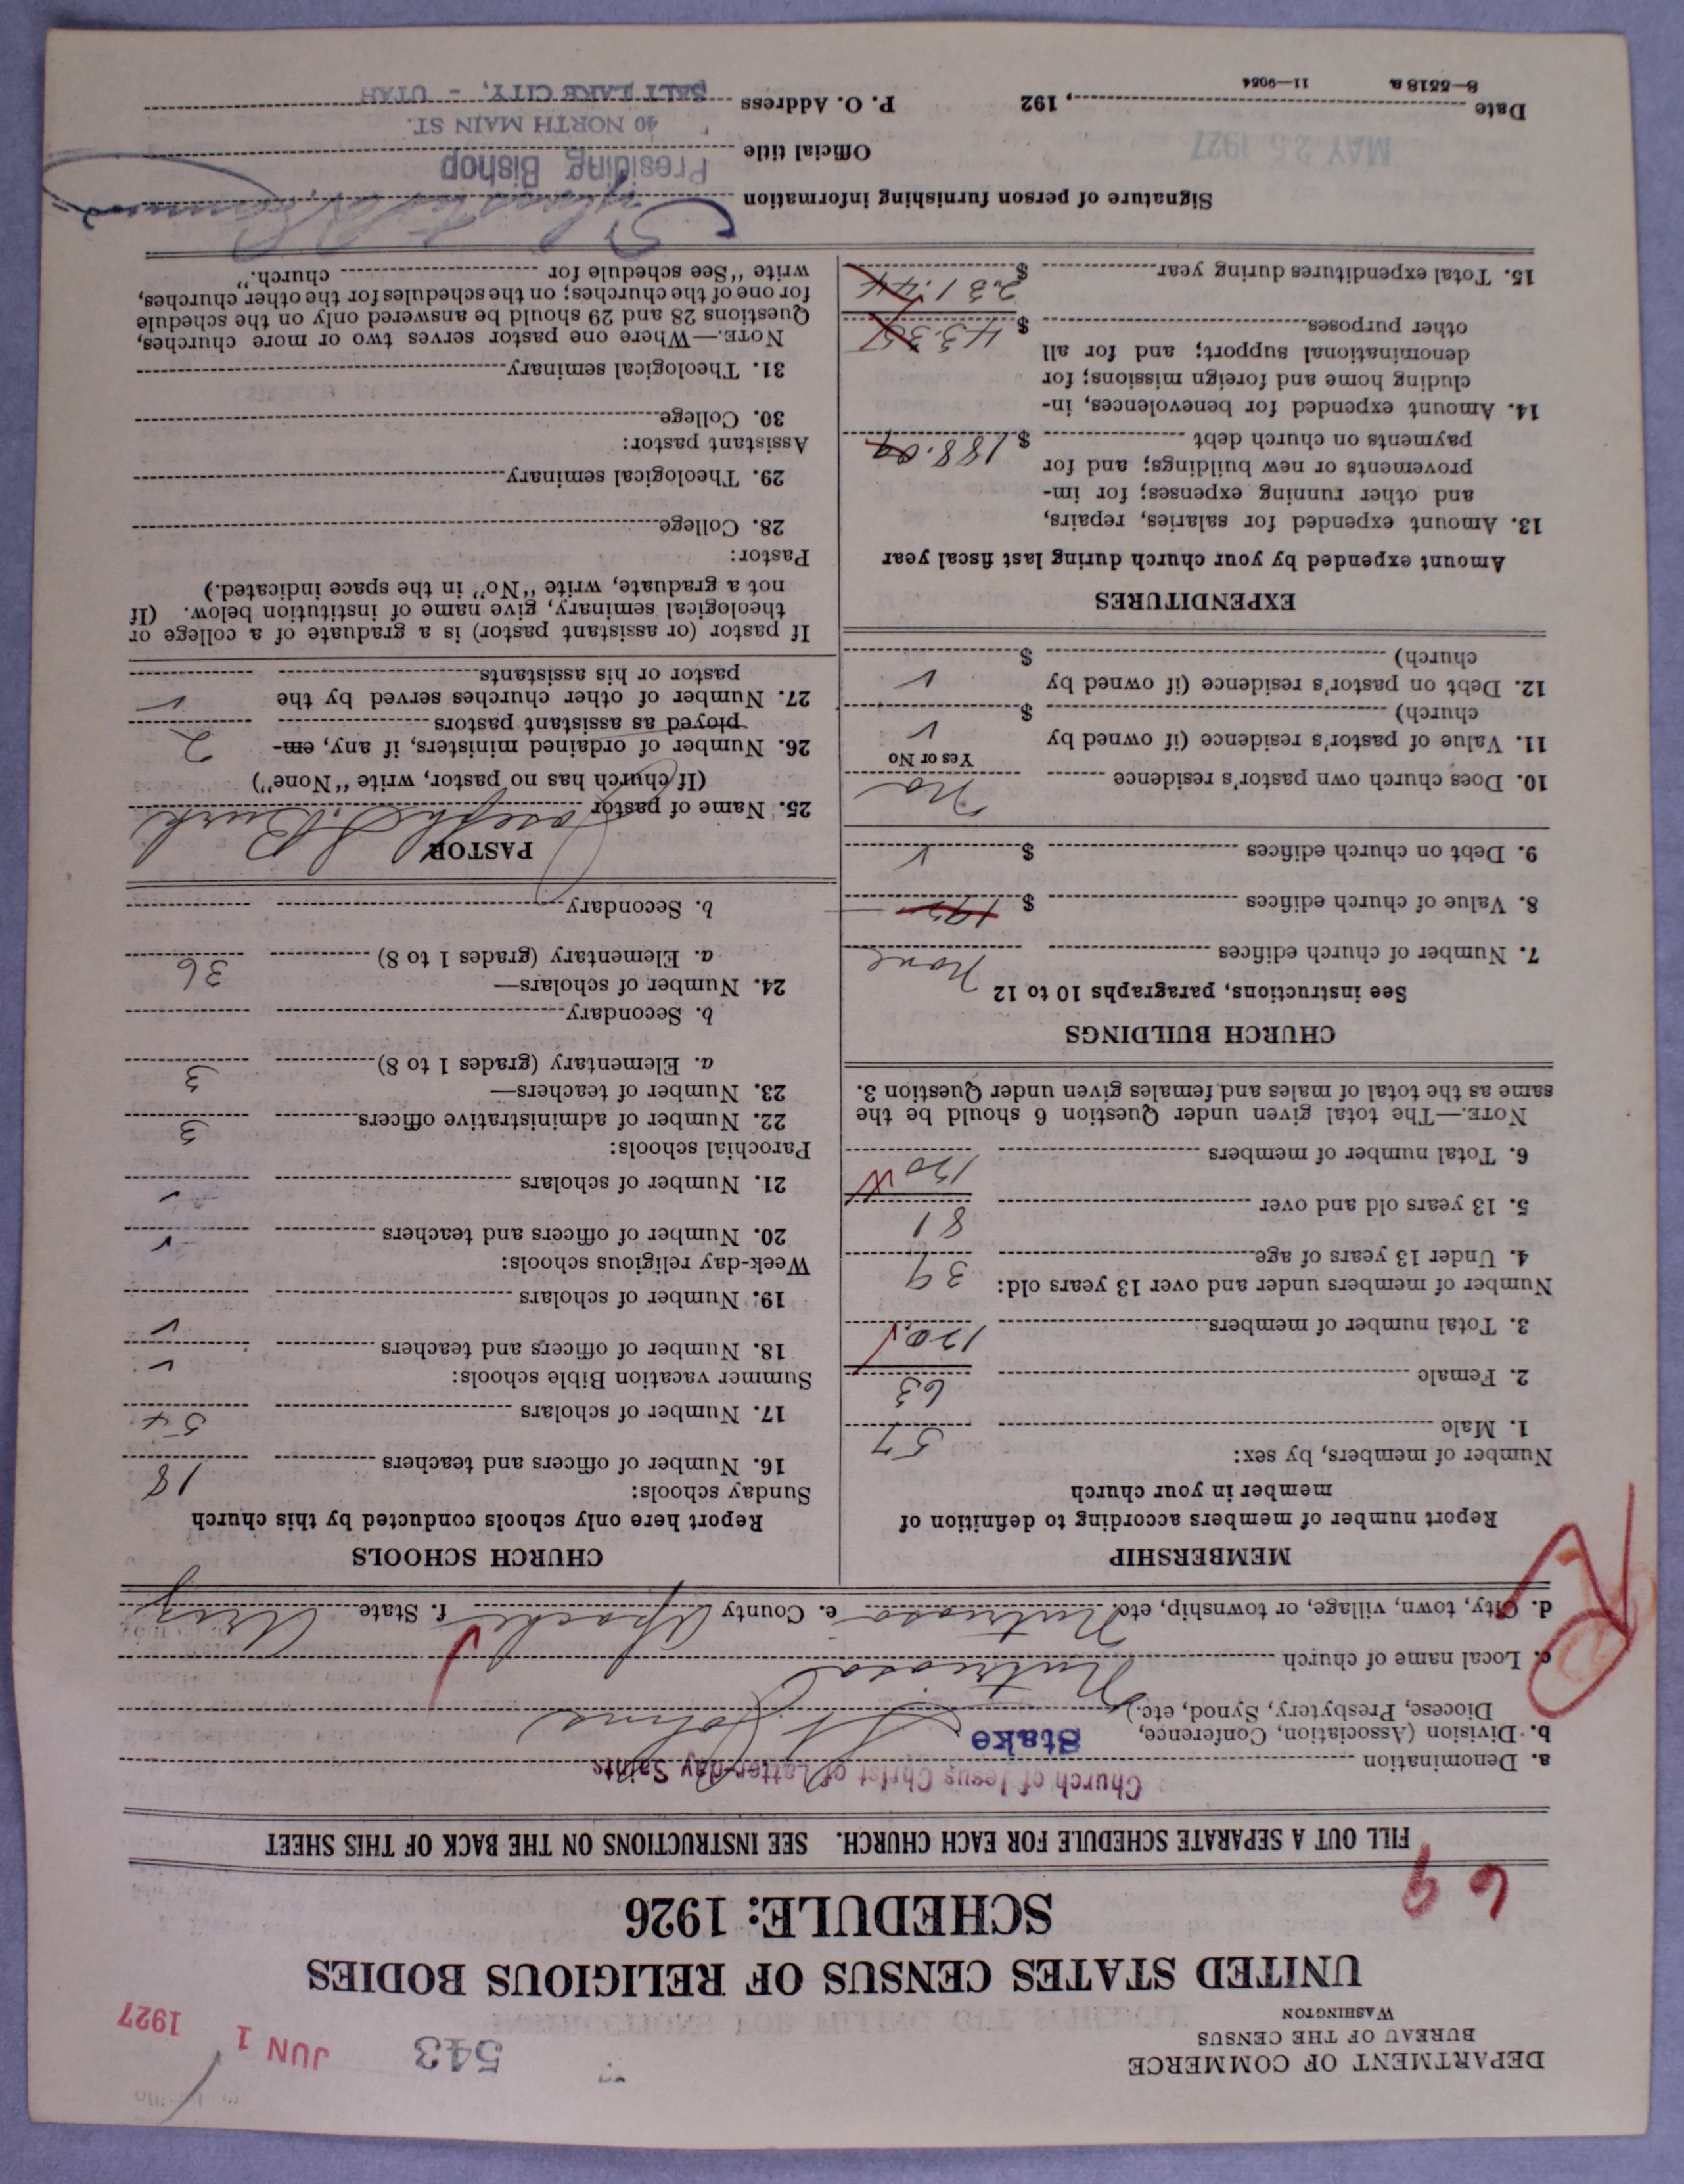 DEPARTMENT OF COMMERCE
BUREAU OF THE CENSUS
WASHINGTON
543
JUN 1 1927
UNITED STATES CENSUS OF RELIGIOUS BODIES
SCHEDULE: 1926
69
FILL OUT A SEPARATE SCHEDULE FOR EACH CHURCH. SEE INSTRUCTIONS ON THE BACK OF THIS SHEET
a. Denomination Church of Jesus Christ of Latter-day Saints
b. Division (Association, Conference, Stake
Diocese, Presbytery, Synod, etc.) St Johns
c. Local name of church Nutrioso
d. City, town, village, or township, etc. Nutrioso e. County Apache f. State Ariz
MEMBERSHIP
Report number of members according to definition of
member in your church
Number of members, by sex:
1. Male 57
2. Female 63
3. Total number of members 120
Number of members under and over 13 years old:
4. Under 13 years of age 39
5. 13 years old and over 81
6. Total number of members 120
NOTE.—The total given under Question 6 should be the
same as the total of males and females given under Question 3.
CHURCH BUILDINGS
See instructions, paragraphs 10 to 12
7. Number of church edifices none
8. Value of church edifices $
9. Debt on church edifices $ v
10. Does church own pastor's residence no
Yes or No
11. Value of pastor's residence (if owned by
church) $ v
12. Debt on pastor's residence (if owned by
church) $ v
EXPENDITURES
Amount expended by your church during last fiscal year
13. Amount expended for salaries, repairs,
and other running expenses; for im-
provements or new buildings; and for
payments on church debt $ 188.09
14. Amount expended for benevolences, in-
cluding home and foreign missions; for
denominational support; and for all
other purposes $ 43.35
15. Total expenditures during year $ 231.44
CHURCH SCHOOLS
Report here only schools conducted by this church
Sunday schools:
16. Number of officers and teachers 18
17. Number of scholars 54
Summer vacation Bible schools:
18. Number of officers and teachers v
19. Number of scholars v
Week-day religious schools:
20. Number of officers and teachers v
21. Number of scholars v
Parochial schools:
22. Number of administrative officers 3
23. Number of teachers—
a. Elementary (grades 1 to 8) 3
b. Secondary
24. Number of scholars—
a. Elementary (grades 1 to 8) 36
b. Secondary
PASTOR
25. Name of pastor Joseph S. Burk
(If church has no pastor, write "None")
26. Number of ordained ministers, if any, em-
ployed as assistant pastors 2
27. Number of other churches served by the
pastor or his assistants v
If pastor (or assistant pastor) is a graduate of a college or
theological seminary, give name of institution below. (If
not a graduate, write "No" in the space indicated.)
Pastor:
28. College
29. Theological seminary
Assistant pastor:
30. College
31. Theological seminary
NOTE.—Where one pastor serves two or more churches,
Questions 28 and 29 should be answered only on the schedule
for one of the churches; on the schedules for the other churches,
write "See schedule for church."
Signature of person furnishing information
Official title Presiding Bishop
40 NORTH MAIN ST.
MAY 25 1927
Date , 192 P. O. Address SALT LAKE CITY, - UTAH
8—5518 a 11—9054